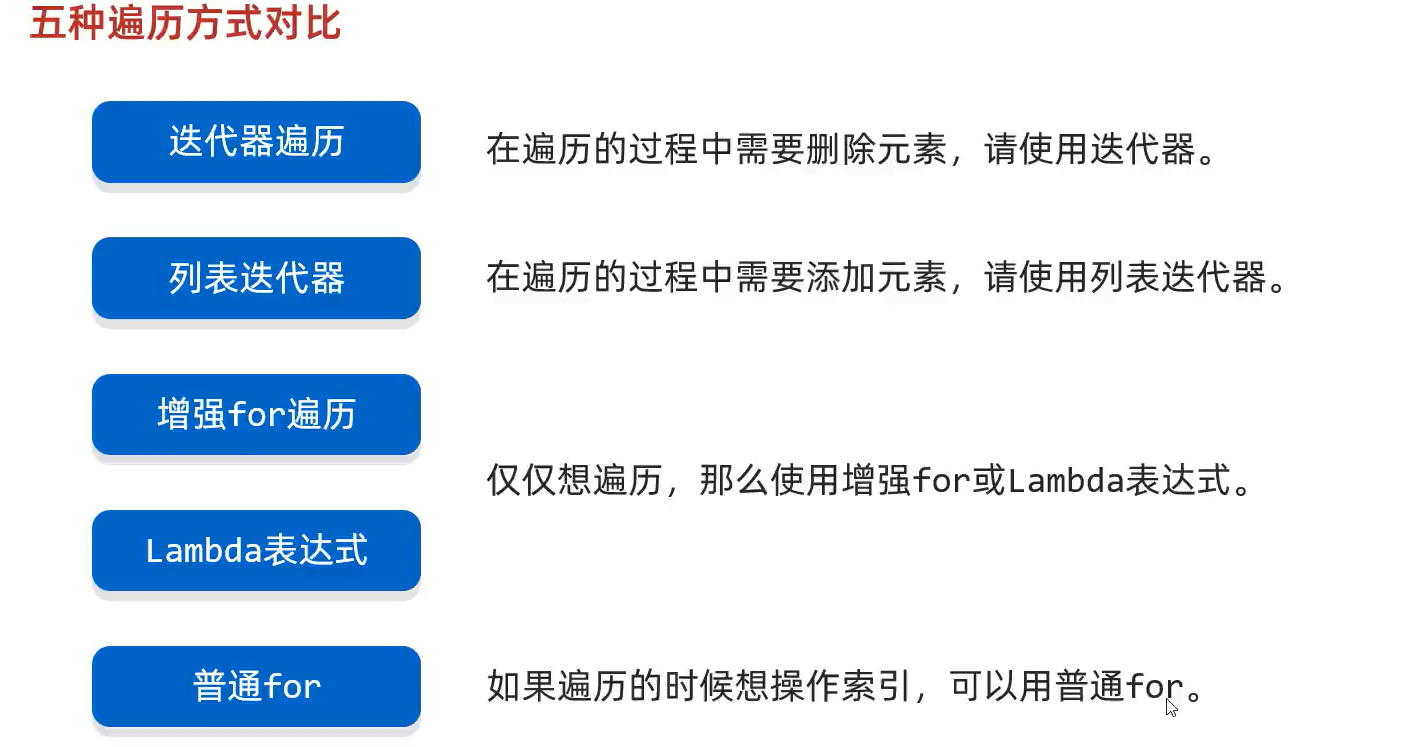 五种遍历方式对比
迭代器遍历
在遍历的过程中需要删除元素，请使用迭代器。
列表迭代器
在遍历的过程中需要添加元素，请使用列表迭代器。
增强for遍历
仅仅想遍历，那么使用增强for或Lambda表达式。
Lambda表达式
普通for
如果遍历的时候想操作索引，可以用普通for。